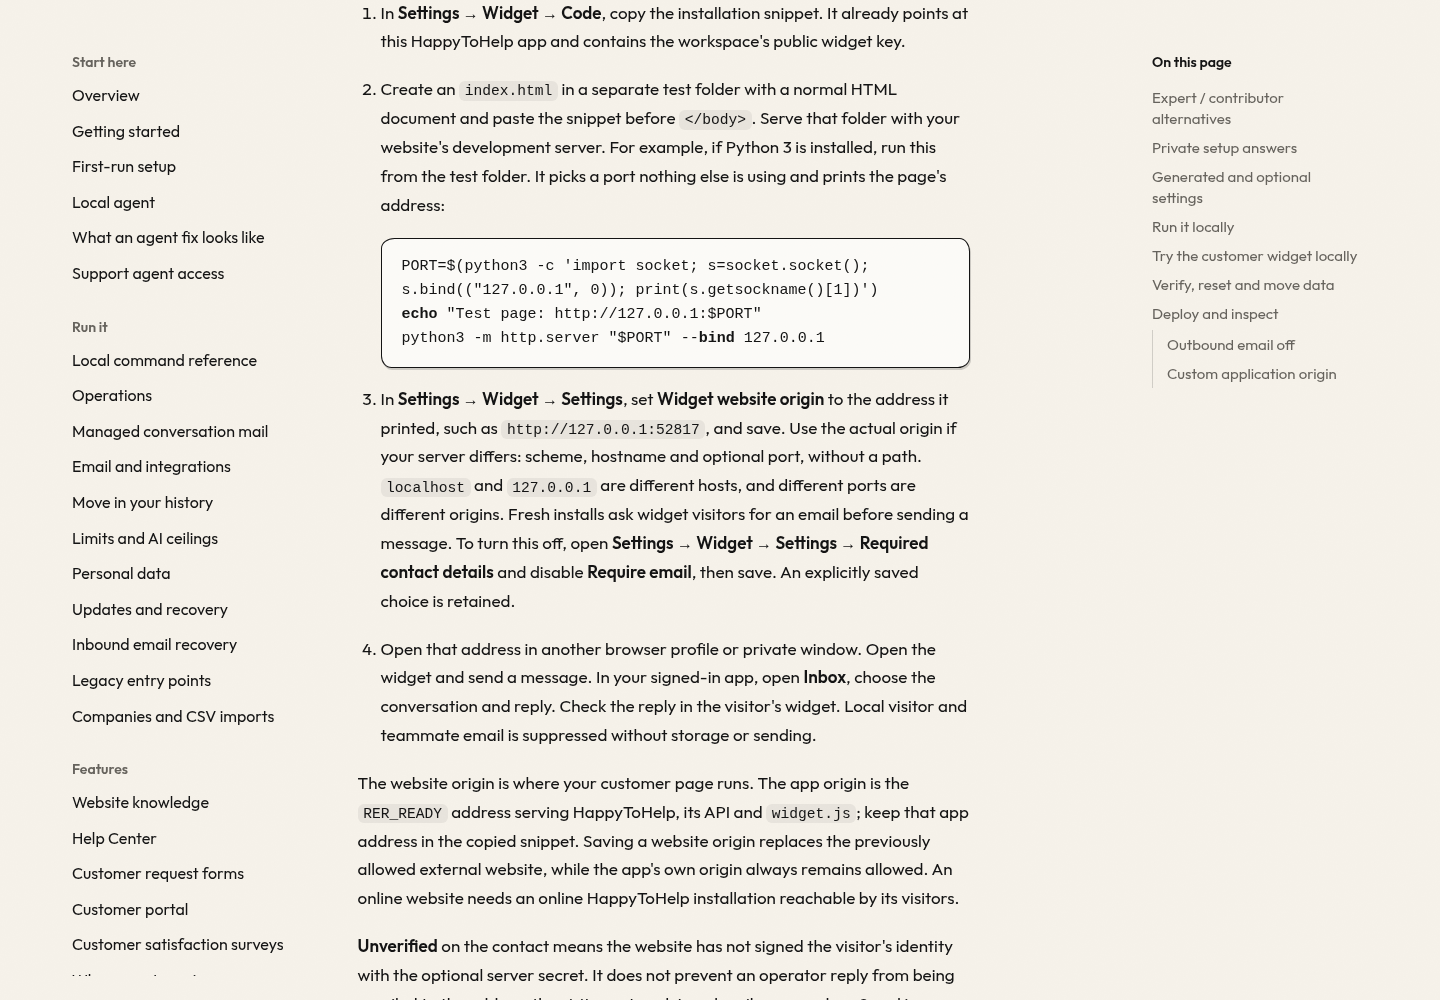 Start here
Overview
Getting started
First-run setup
Local agent
What an agent fix looks like
Support agent access
Run it
Local command reference
Operations
Managed conversation mail
Email and integrations
Move in your history
Limits and AI ceilings
Personal data
Updates and recovery
Inbound email recovery
Legacy entry points
Companies and CSV imports
Features
Website knowledge
Help Center
Customer request forms
Customer portal
Customer satisfaction surveys
1. In Settings → Widget → Code, copy the installation snippet. It already points at
this HappyToHelp app and contains the workspace's public widget key.
2. Create an index.html in a separate test folder with a normal HTML
document and paste the snippet before </body>. Serve that folder with your
website's development server. For example, if Python 3 is installed, run this
from the test folder. It picks a port nothing else is using and prints the page's
address:
PORT=$(python3 -c 'import socket; s=socket.socket();
s.bind(("127.0.0.1", 0)); print(s.getsockname()[1])')
echo "Test page: http://127.0.0.1:$PORT"
python3 -m http.server "$PORT" --bind 127.0.0.1
3. In Settings → Widget → Settings, set Widget website origin to the address it
printed, such as http://127.0.0.1:52817, and save. Use the actual origin if
your server differs: scheme, hostname and optional port, without a path.
localhost and 127.0.0.1 are different hosts, and different ports are
different origins. Fresh installs ask widget visitors for an email before sending a
message. To turn this off, open Settings → Widget → Settings → Required
contact details and disable Require email, then save. An explicitly saved
choice is retained.
4. Open that address in another browser profile or private window. Open the
widget and send a message. In your signed-in app, open Inbox, choose the
conversation and reply. Check the reply in the visitor's widget. Local visitor and
teammate email is suppressed without storage or sending.
The website origin is where your customer page runs. The app origin is the
RER_READY address serving HappyToHelp, its API and widget.js; keep that app
address in the copied snippet. Saving a website origin replaces the previously
allowed external website, while the app's own origin always remains allowed. An
online website needs an online HappyToHelp installation reachable by its visitors.
Unverified on the contact means the website has not signed the visitor's identity
with the optional server secret. It does not prevent an operator reply from being
On this page
Expert / contributor
alternatives
Private setup answers
Generated and optional
settings
Run it locally
Try the customer widget locally
Verify, reset and move data
Deploy and inspect
Outbound email off
Custom application origin